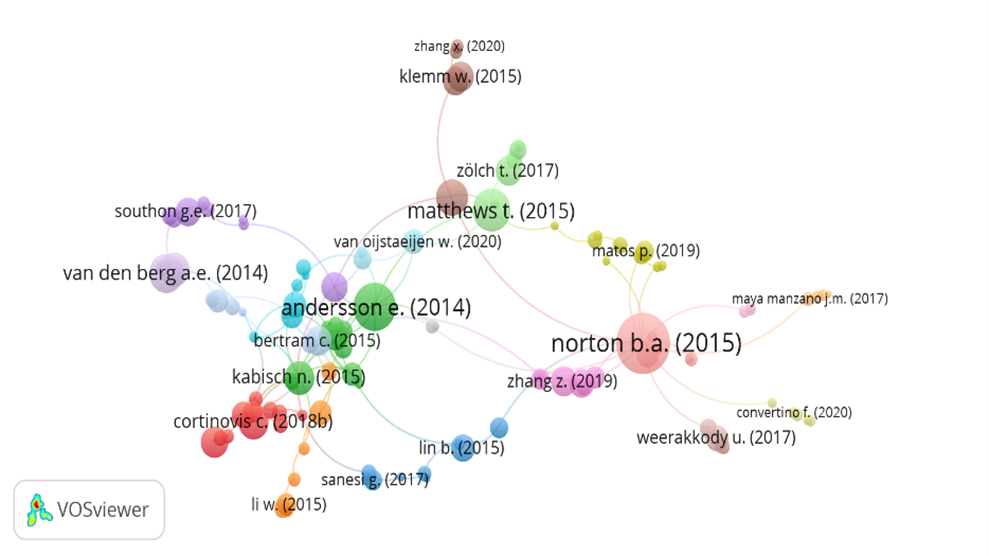 zhang x. (2020)
klemm w. (2015)
zölch t. (2017)
matthews t. (2015)
southon g.e. (2017)
van oijstaeijen w. (2020)
matos p. (2019)
van den berg a.e. (2014)
maya manzano j.m. (2017)
andersson e. (2014)
bertram c. (2015)
norton b.a. (2015)
kabisch n. (2015)
zhang z. (2019)
convertino f. (2020)
cortinovis c. (2018b)
weerakkody u. (2017)
lin b. (2015)
sanesi g. (2017)
li w. (2015)
VOSviewer